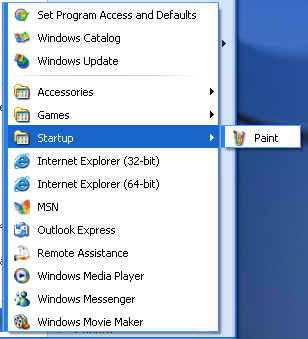 Set Program Access and Defaults
Windows Catalog
Windows Update
Accessories
Games
Startup
Paint
Internet Explorer (32-bit)
Internet Explorer (64-bit)
MSN
Outlook Express
Remote Assistance
Windows Media Player
Windows Messenger
Windows Movie Maker